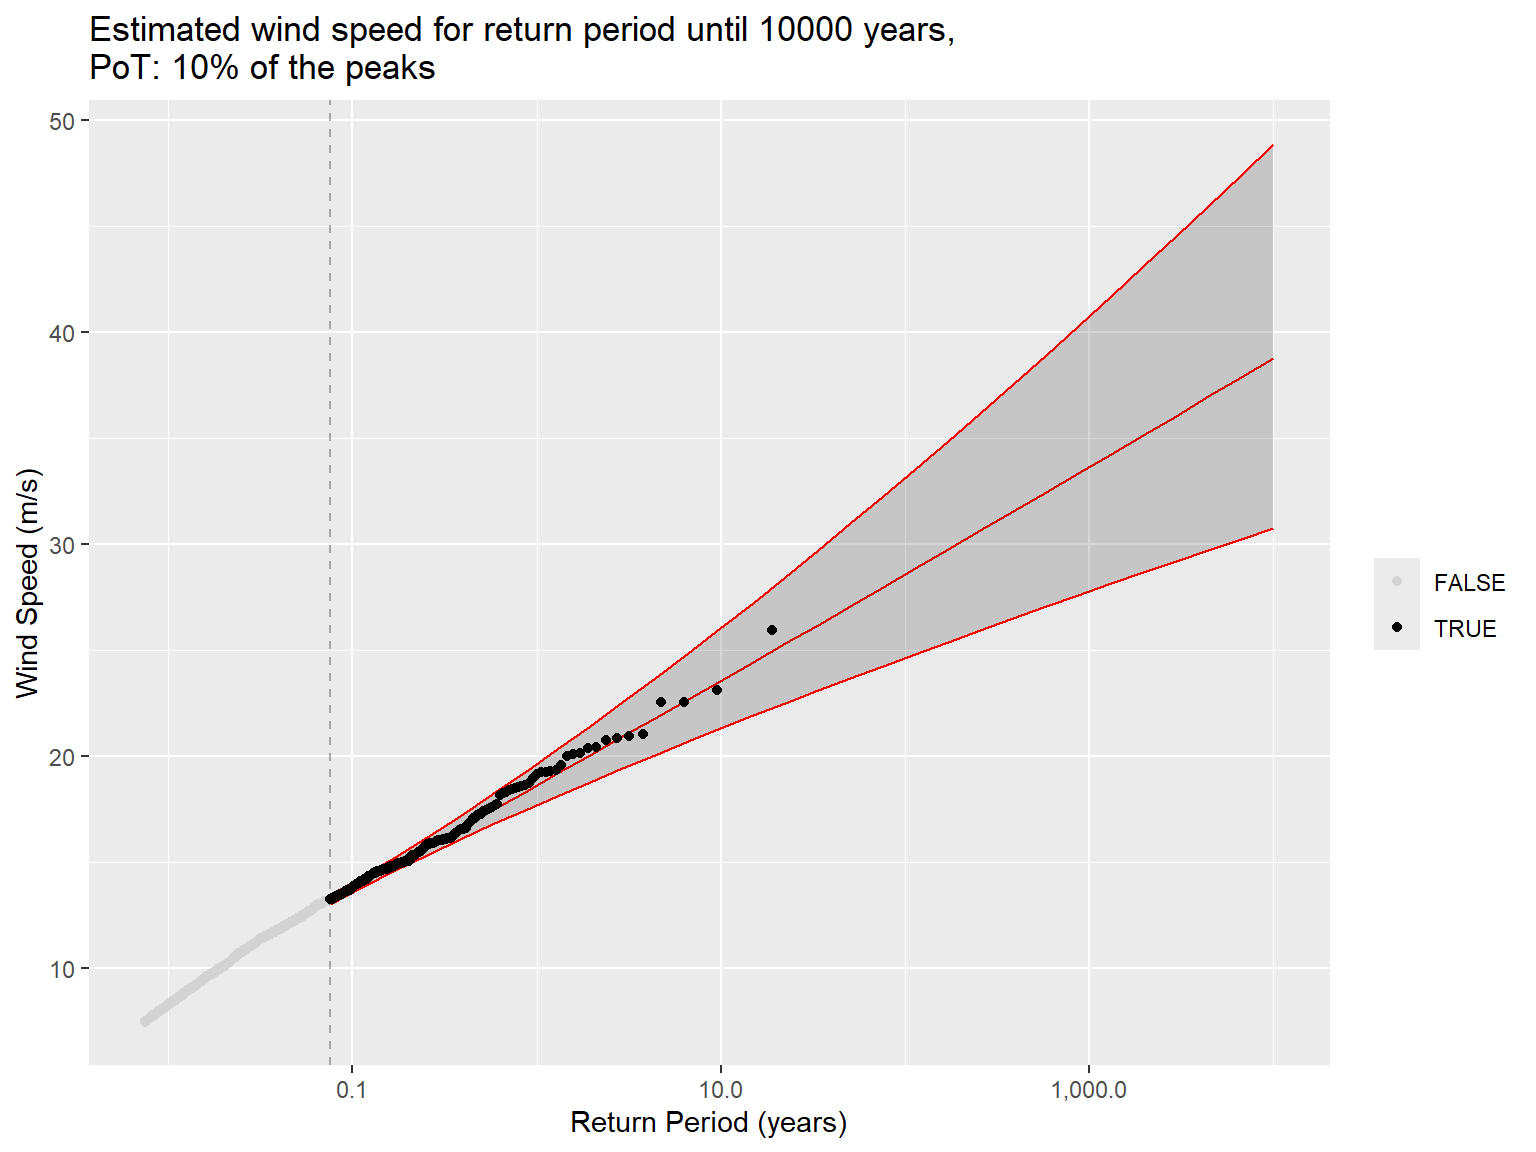 Estimated wind speed for return period until 10000 years,
PoT: 10% of the peaks
50
40
30
20
10
Wind Speed (m/s)
0.1
10.0
1,000.0
Return Period (years)
FALSE
TRUE